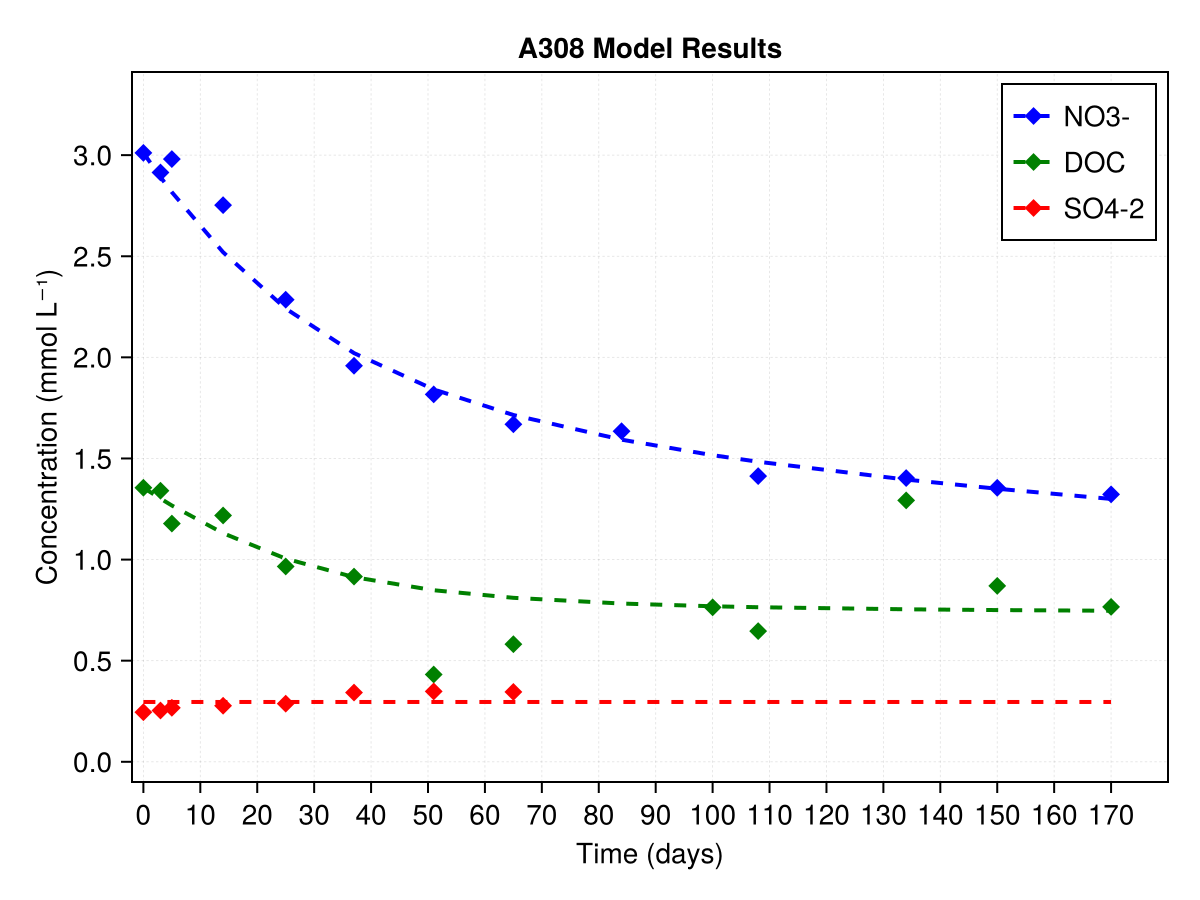 A308 Model Results
NO3-
DOC
SO4-2
Concentration (mmol L⁻¹)
3.0
2.5
2.0
1.5
1.0
0.5
0.0
0 10 20 30 40 50 60 70 80 90 100 110 120 130 140 150 160 170
Time (days)